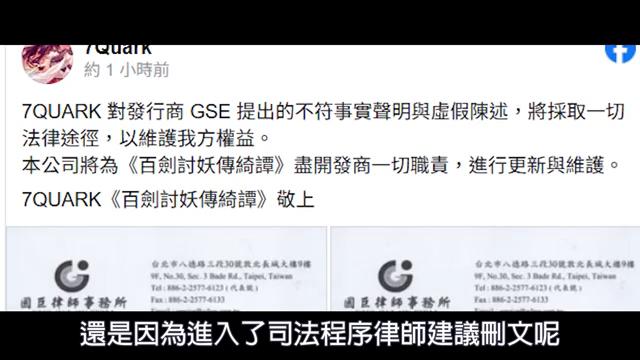 7Quark
約 1 小時前
7QUARK 對發行商 GSE 提出的不符事實聲明與虛假陳述，將採取一切
法律途徑，以維護我方權益。
本公司將為《百劍討妖傳綺譚》盡開發商一切職責，進行更新與維護。
7QUARK《百劍討妖傳綺譚》敬上
國巨律師事務所
台北市八德路三段30號敦北長城大樓9樓
9F, No.30, Sec. 3 Bade Rd., Taipei, Taiwan
Tel : 886-2-2577-6123 (代表號)
Fax : 886-2-2577-6133
國巨律師事務所
台北市八德路三段30號敦北長城大樓9樓
9F, No.30, Sec. 3 Bade Rd., Taipei, Taiwan
Tel : 886-2-2577-6123 (代表號)
Fax : 886-2-2577-6133
還是因為進入了司法程序律師建議刪文呢